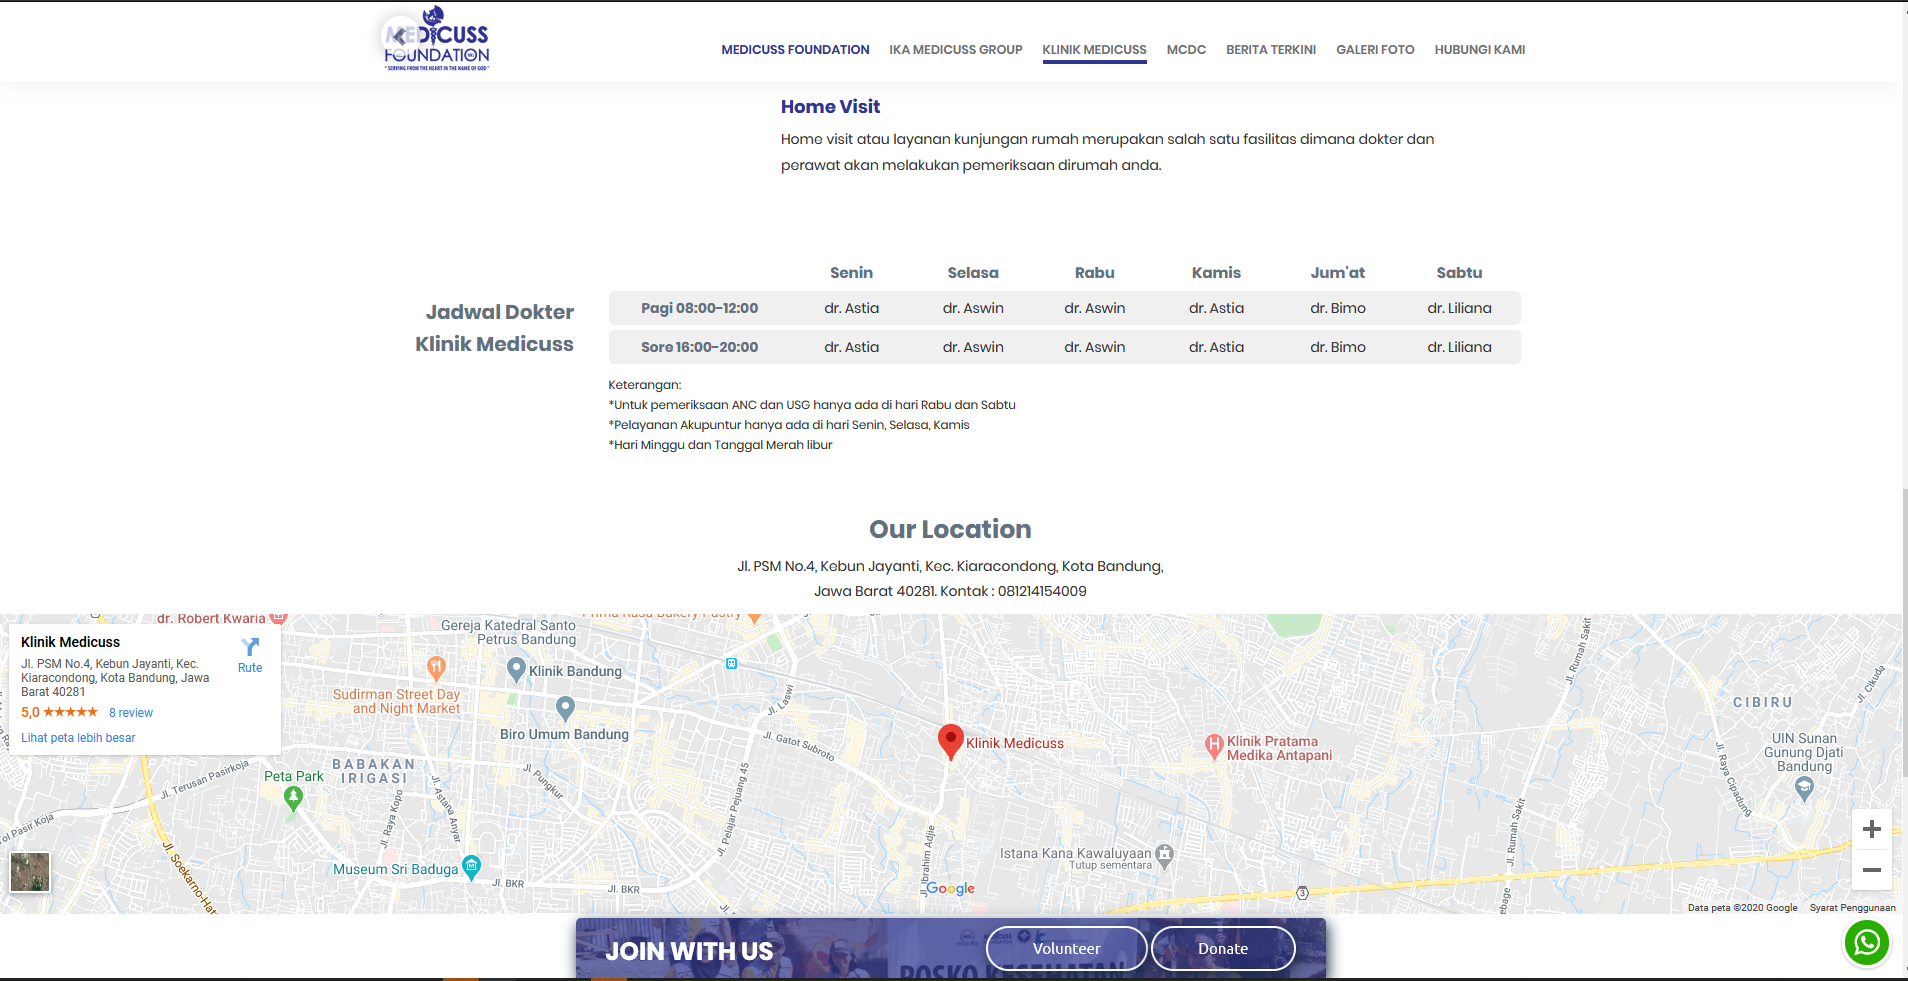 MEDICUSS
FOUNDATION
"SERVING FROM THE HEART IN THE NAME OF GOD"
MEDICUSS FOUNDATION IKA MEDICUSS GROUP KLINIK MEDICUSS MCDC BERITA TERKINI GALERI FOTO HUBUNGI KAMI
Home Visit
Home visit atau layanan kunjungan rumah merupakan salah satu fasilitas dimana dokter dan
perawat akan melakukan pemeriksaan dirumah anda.
Jadwal Dokter
Klinik Medicuss
Senin Selasa Rabu Kamis Jum'at Sabtu
Pagi 08:00-12:00 dr. Astia dr. Aswin dr. Aswin dr. Astia dr. Bimo dr. Liliana
Sore 16:00-20:00 dr. Astia dr. Aswin dr. Aswin dr. Astia dr. Bimo dr. Liliana
Keterangan:
*Untuk pemeriksaan ANC dan USG hanya ada di hari Rabu dan Sabtu
*Pelayanan Akupuntur hanya ada di hari Senin, Selasa, Kamis
*Hari Minggu dan Tanggal Merah libur
Our Location
Jl. PSM No.4, Kebun Jayanti, Kec. Kiaracondong, Kota Bandung,
Jawa Barat 40281. Kontak : 081214154009
Klinik Medicuss
Jl. PSM No.4, Kebun Jayanti, Kec.
Kiaracondong, Kota Bandung, Jawa
Barat 40281
5,0 ★★★★★ 8 review
Lihat peta lebih besar
Rute
dr. Robert Kwaria
Prima Rasa Bakery Pastry
Gereja Katedral Santo
Petrus Bandung
Klinik Bandung
Sudirman Street Day
and Night Market
Biro Umum Bandung
Jl. Laswi
Jl. Gatot Subroto
Klinik Medicuss
Klinik Pratama
Medika Antapani
Jl. Rumah Sakit
Jl. Cikuda
CIBIRU
UIN Sunan
Gunung Djati
Bandung
Jl. Raya Cipadung
BABAKAN
IRIGASI
Peta Park
Jl. Terusan Pasirkoja
ol Pasir Koja
Jl. Raya Kopo
Jl. Astana Anyar
Jl. Pungkur
Jl. Pelajar Pejuang 45
Jl. Soekarno-Hat
Museum Sri Baduga
Jl. BKR
Jl. BKR
Jl. Ibrahim Adjie
Istana Kana Kawaluyaan
Tutup sementara
Jl. Rumah Sakit
ebage
3
Google
Data peta ©2020 Google Syarat Penggunaan
JOIN WITH US
Volunteer
Donate
POSKO KESEHATAN